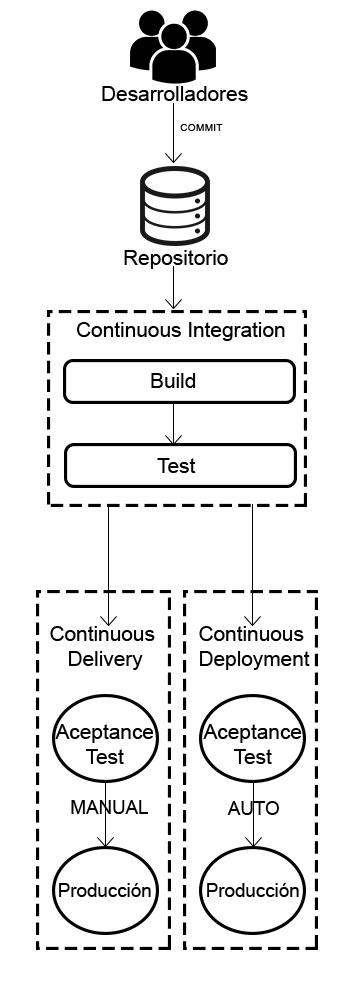 Desarrolladores
COMMIT
Repositorio
Continuous Integration
Build
Test
Continuous
Delivery
Aceptance
Test
MANUAL
Producción
Continuous
Deployment
Aceptance
Test
AUTO
Producción